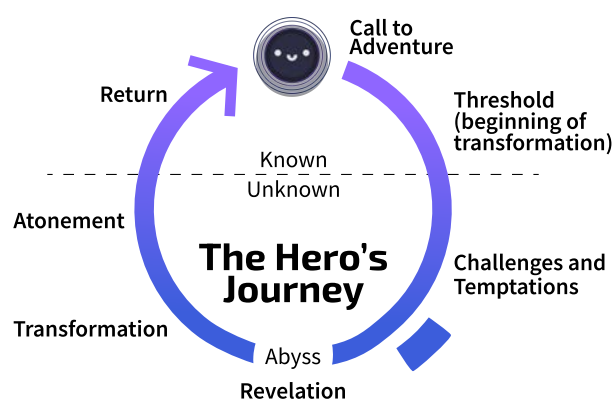 Call to
Adventure
Return
Threshold
(beginning of
transformation)
Known
Unknown
Atonement
The Hero's
Journey
Challenges and
Temptations
Transformation
Abyss
Revelation